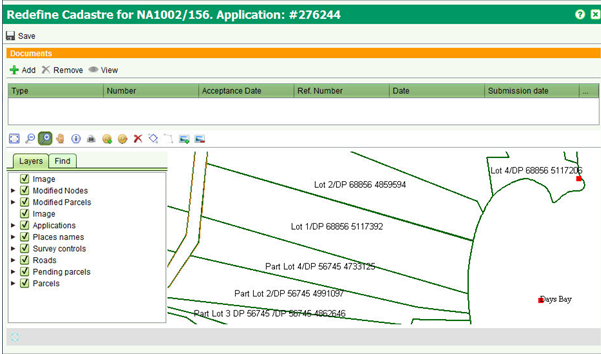 Redefine Cadastre for NA1002/156. Application: #276244
Save
Documents
Add Remove View
Type Number Acceptance Date Ref. Number Date Submission date ...
Layers Find
Image
Modified Nodes
Modified Parcels
Image
Applications
Places names
Survey controls
Roads
Pending parcels
Parcels
Lot 4/DP 68856 5117206
Lot 2/DP 68856 4859594
Lot 1/DP 68856 5117392
Part Lot 4/DP 56745 4733125
Part Lot 2/DP 56745 4991097
Days Bay
Part Lot 3 DP 56745 /DP 56745 4862646